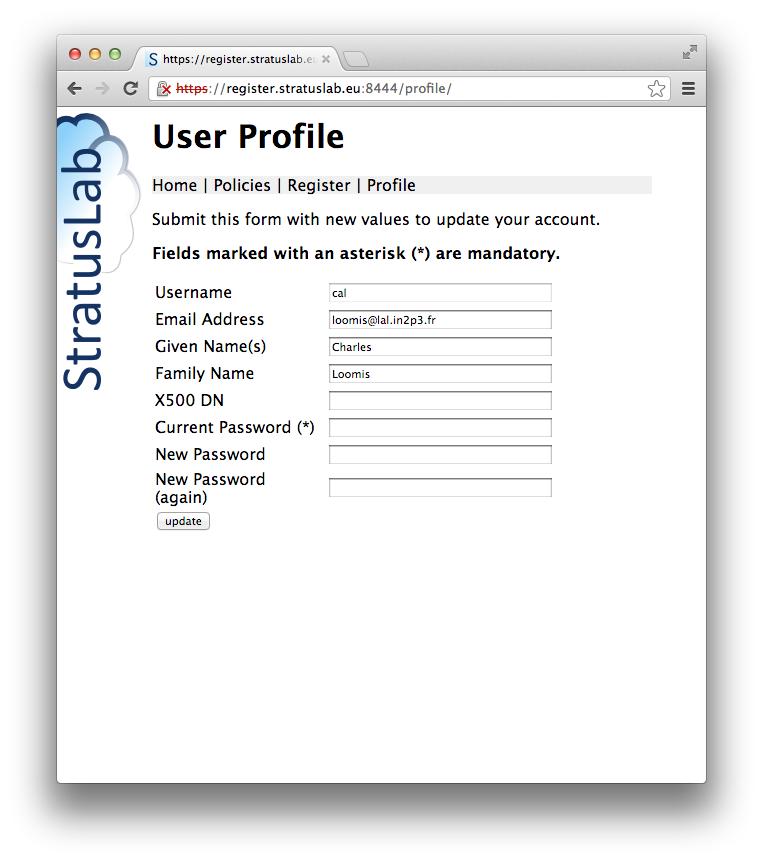 https://register.stratuslab.eu
https://register.stratuslab.eu:8444/profile/
StratusLab
User Profile
Home | Policies | Register | Profile
Submit this form with new values to update your account.
Fields marked with an asterisk (*) are mandatory.
Username cal
Email Address loomis@lal.in2p3.fr
Given Name(s) Charles
Family Name Loomis
X500 DN
Current Password (*)
New Password
New Password
(again)
update